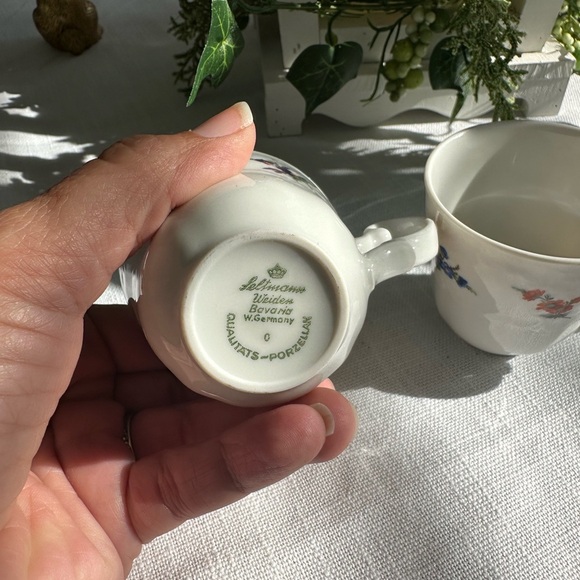 Seltmann
Weiden
Bavaria
W.Germany
0
QUALITÄTS-PORZELLAN